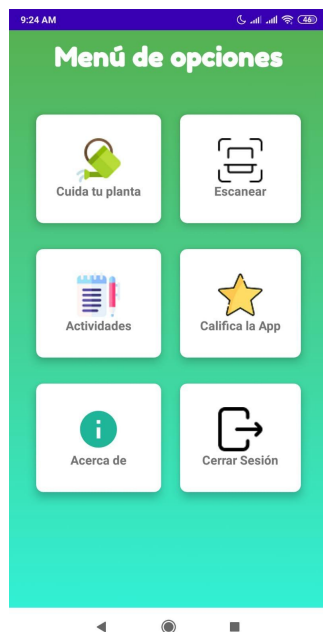 9:24 AM
46
Menú de opciones
Cuida tu planta
Escanear
Actividades
Califica la App
Acerca de
Cerrar Sesión